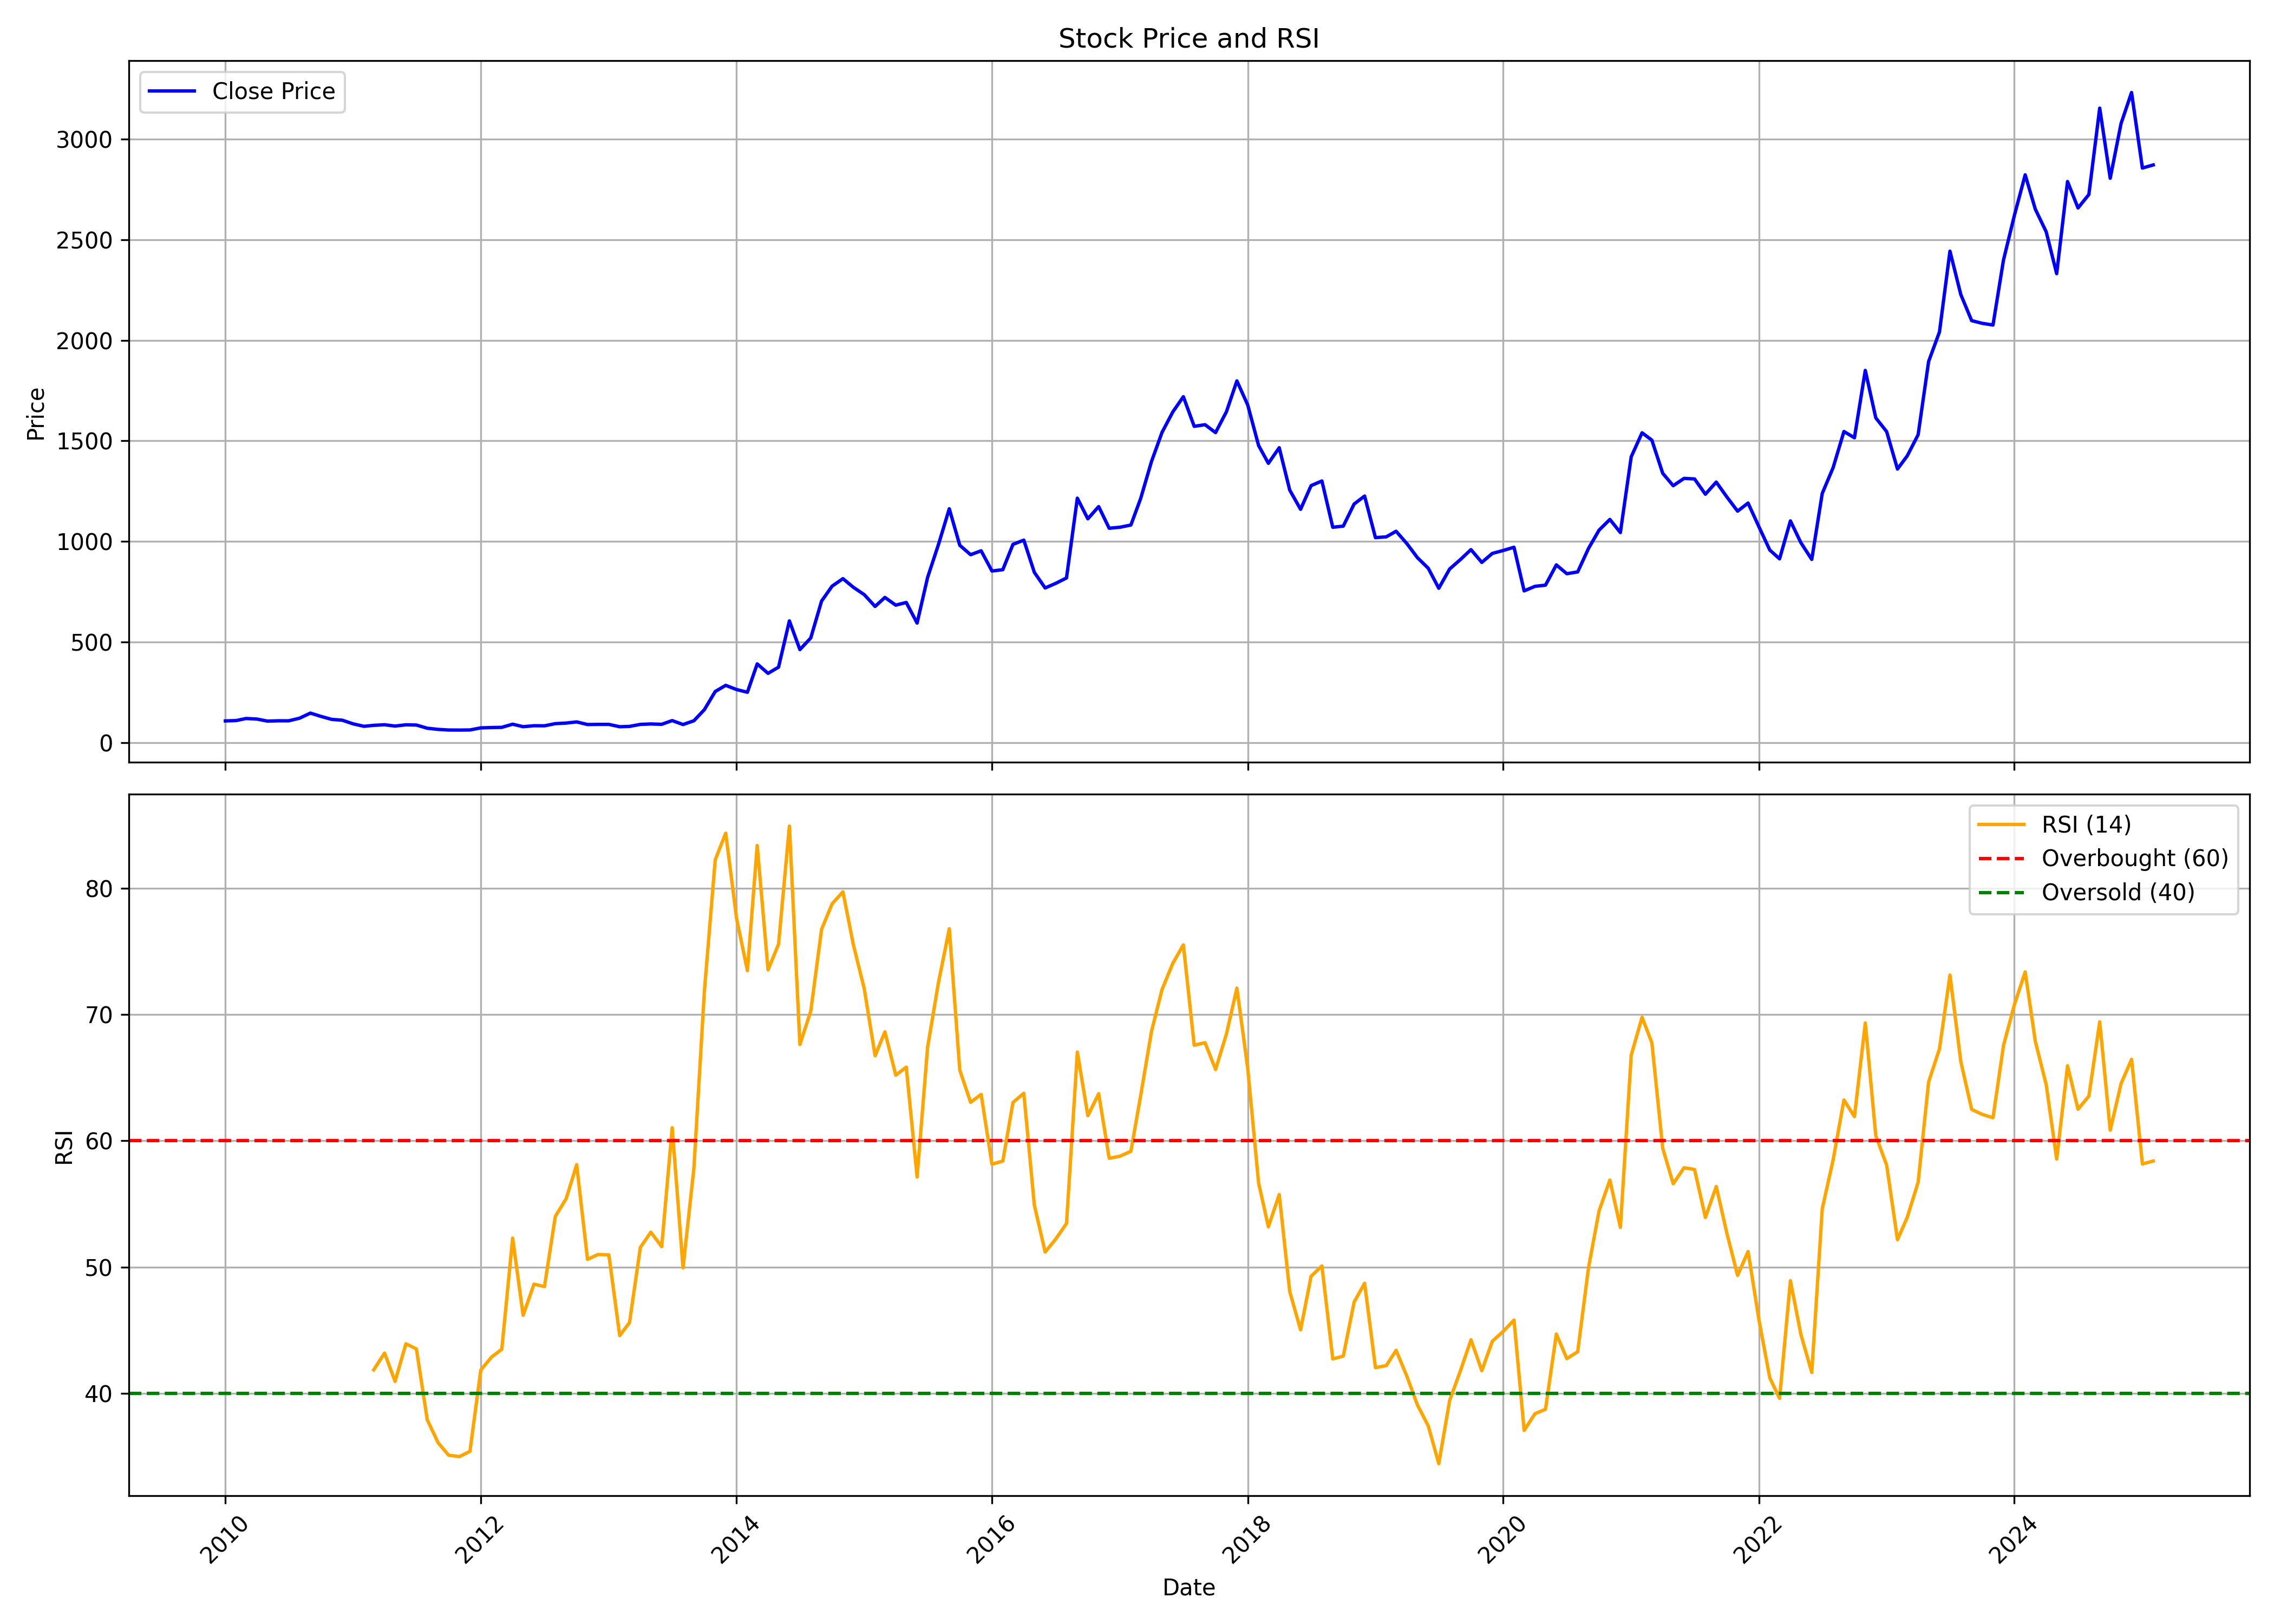 Stock Price and RSI
Close Price
3000
2500
2000
1500
1000
500
0
Price
RSI (14)
Overbought (60)
Oversold (40)
80
70
60
50
40
RSI
2010
2012
2014
2016
2018
2020
2022
2024
Date